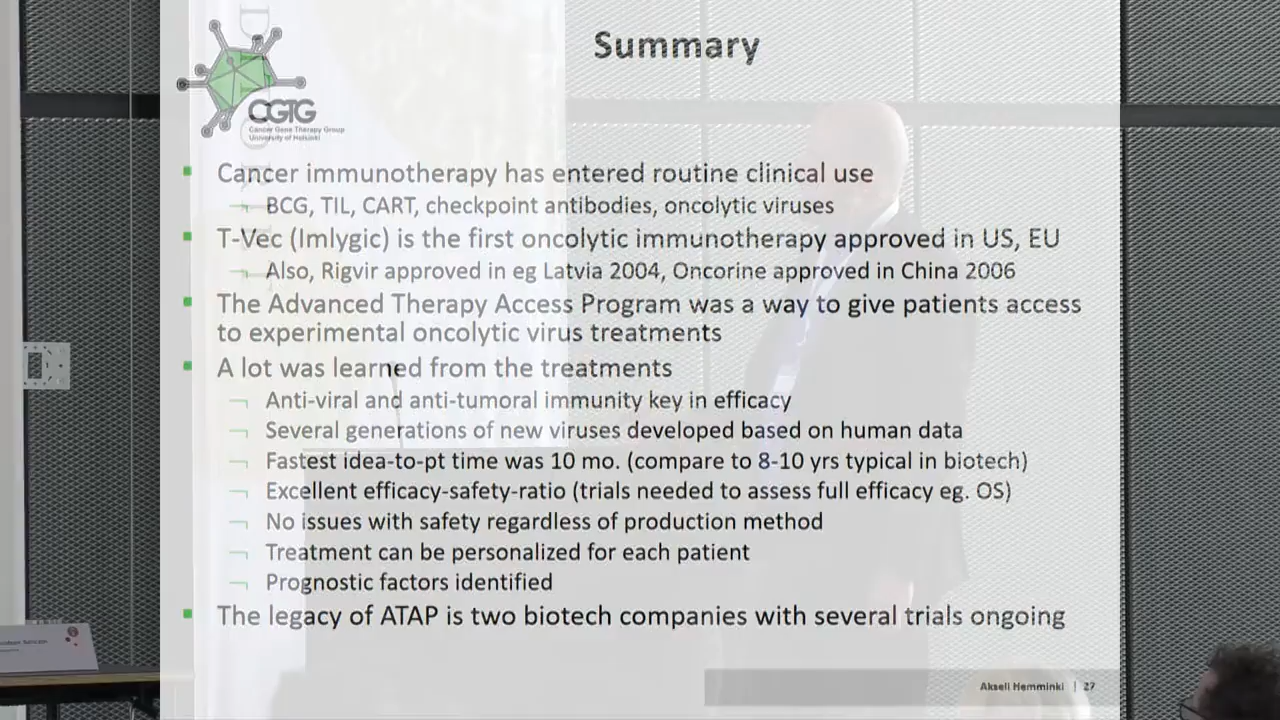 Summary
CGTG
Cancer Gene Therapy Group
University of Helsinki
Cancer immunotherapy has entered routine clinical use
BCG, TIL, CART, checkpoint antibodies, oncolytic viruses
T-Vec (Imlygic) is the first oncolytic immunotherapy approved in US, EU
Also, Rigvir approved in eg Latvia 2004, Oncorine approved in China 2006
The Advanced Therapy Access Program was a way to give patients access
to experimental oncolytic virus treatments
A lot was learned from the treatments
Anti-viral and anti-tumoral immunity key in efficacy
Several generations of new viruses developed based on human data
Fastest idea-to-pt time was 10 mo. (compare to 8-10 yrs typical in biotech)
Excellent efficacy-safety-ratio (trials needed to assess full efficacy eg. OS)
No issues with safety regardless of production method
Treatment can be personalized for each patient
Prognostic factors identified
The legacy of ATAP is two biotech companies with several trials ongoing
Akseli Hemminki | 27